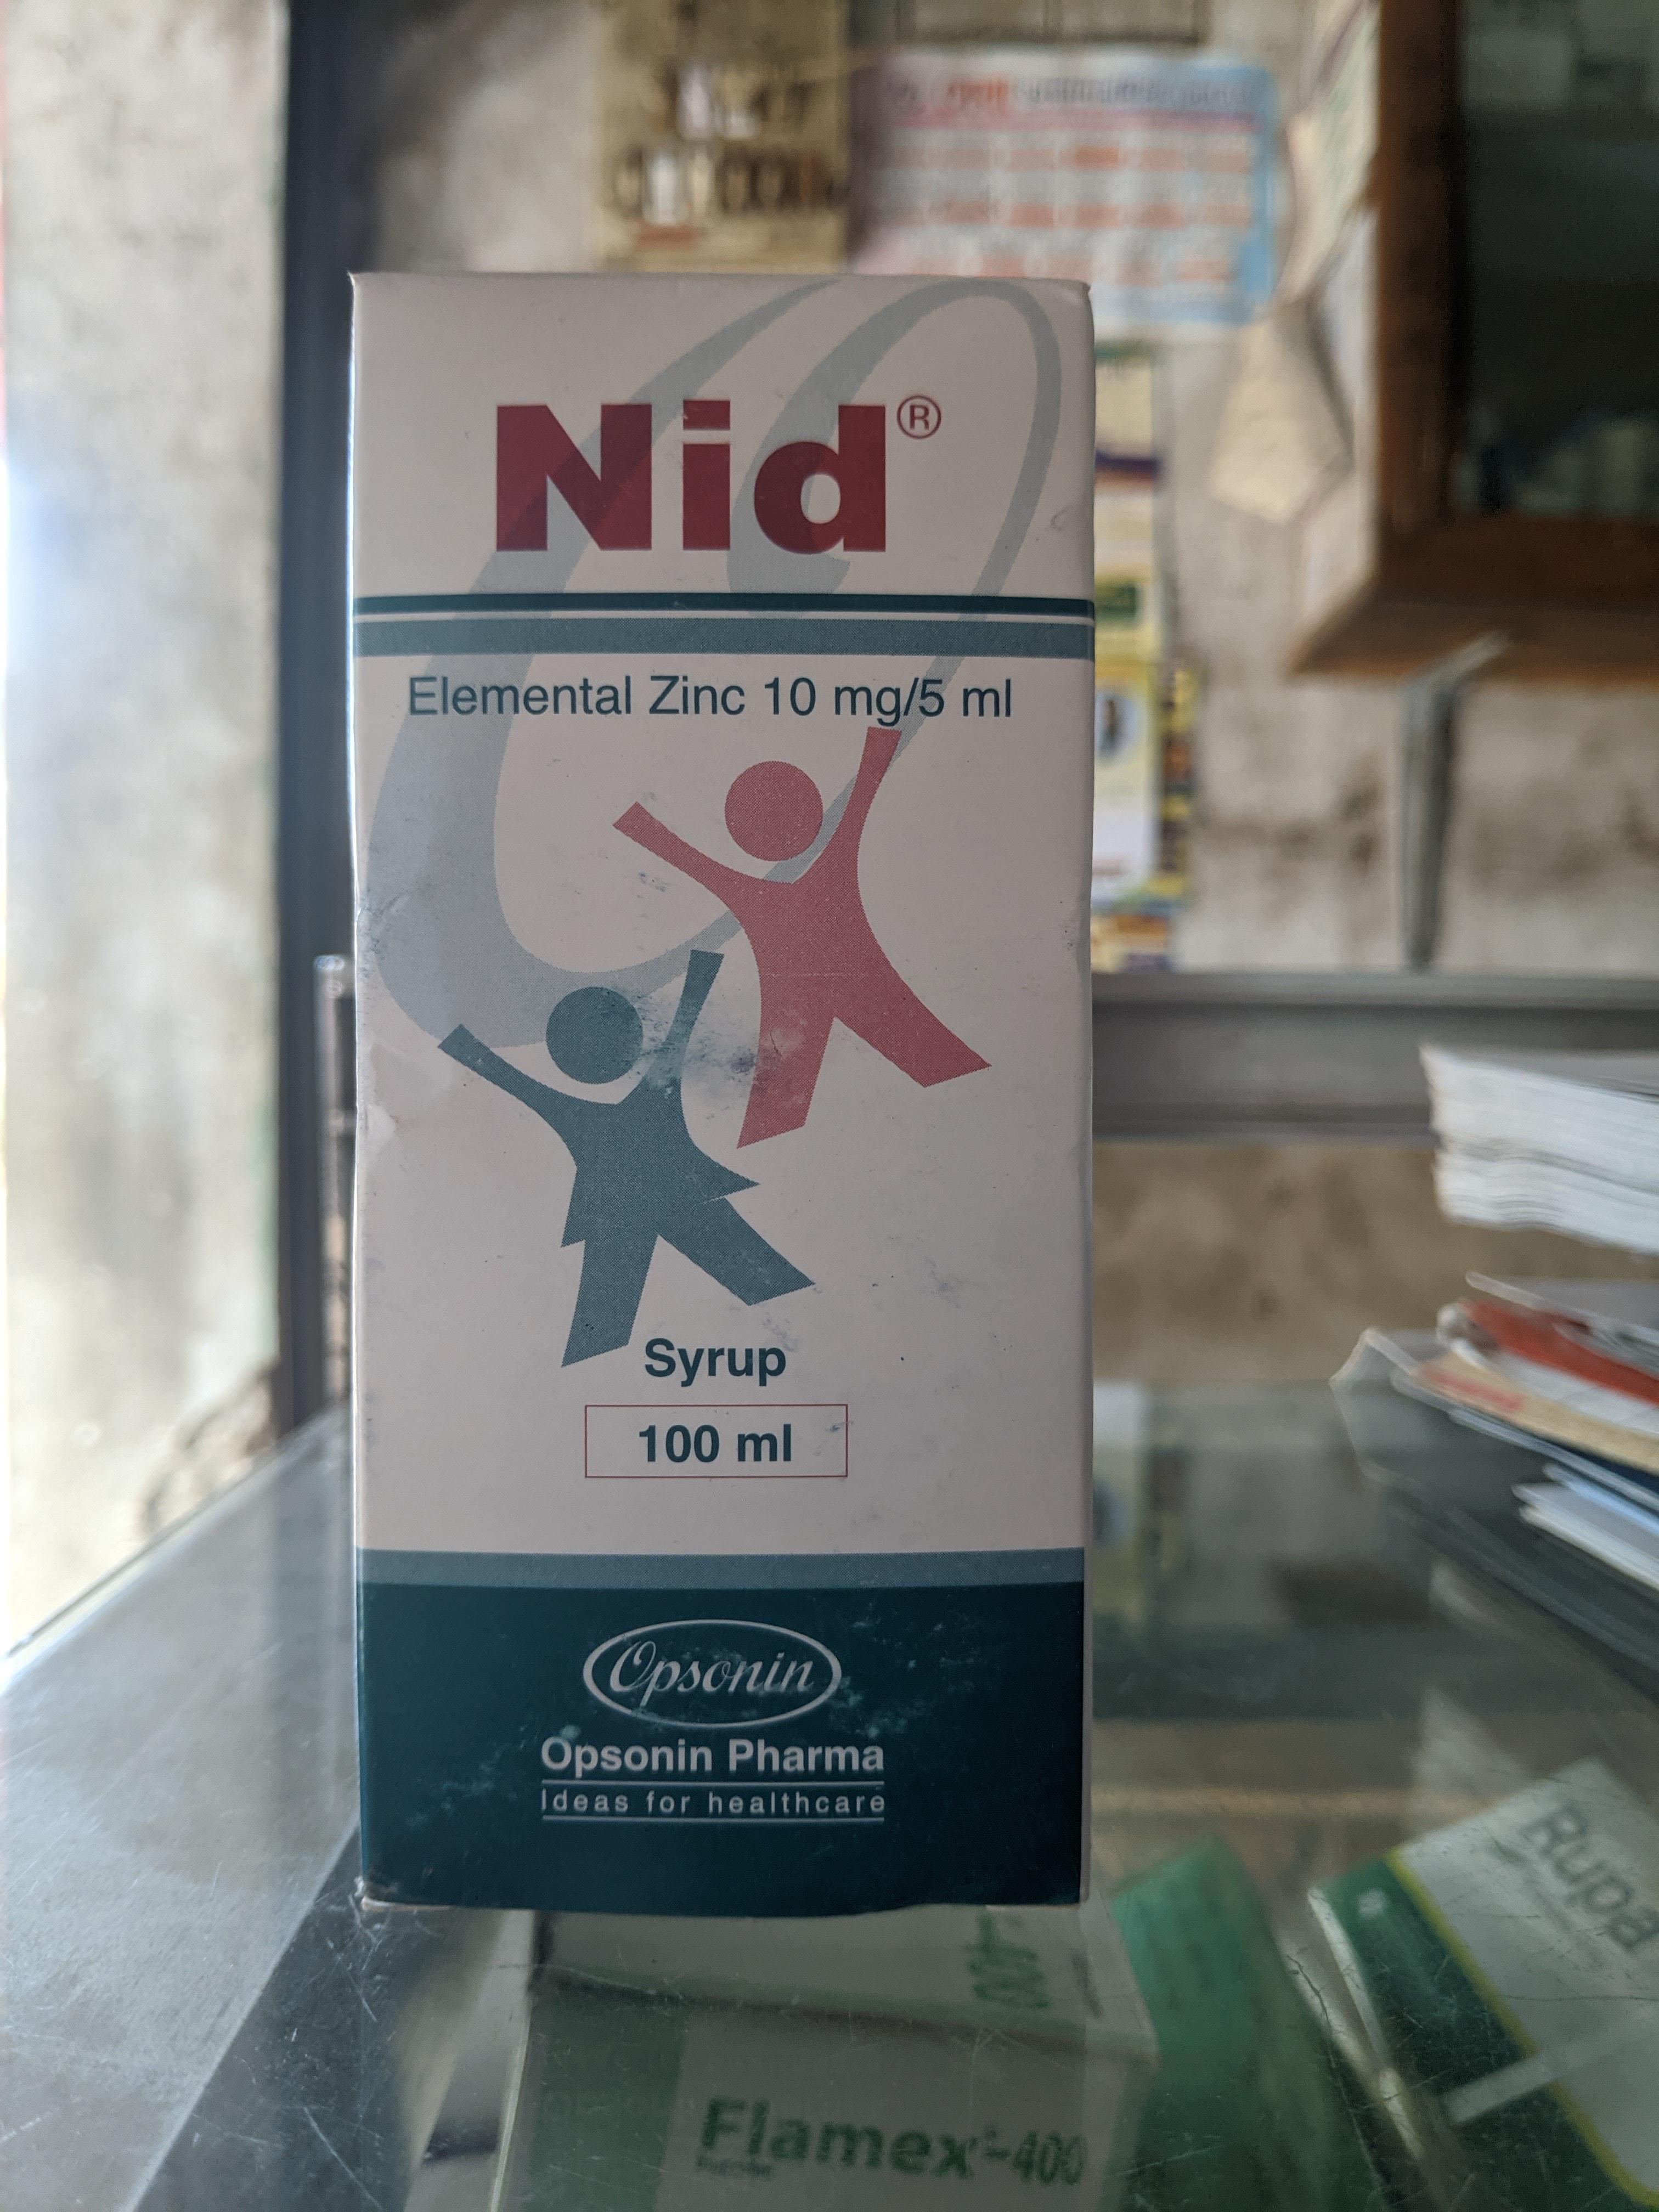 Nid®
Elemental Zinc 10 mg/5 ml
Syrup
100 ml
Opsonin
Opsonin Pharma
Ideas for healthcare
Rupa
Flamex-400